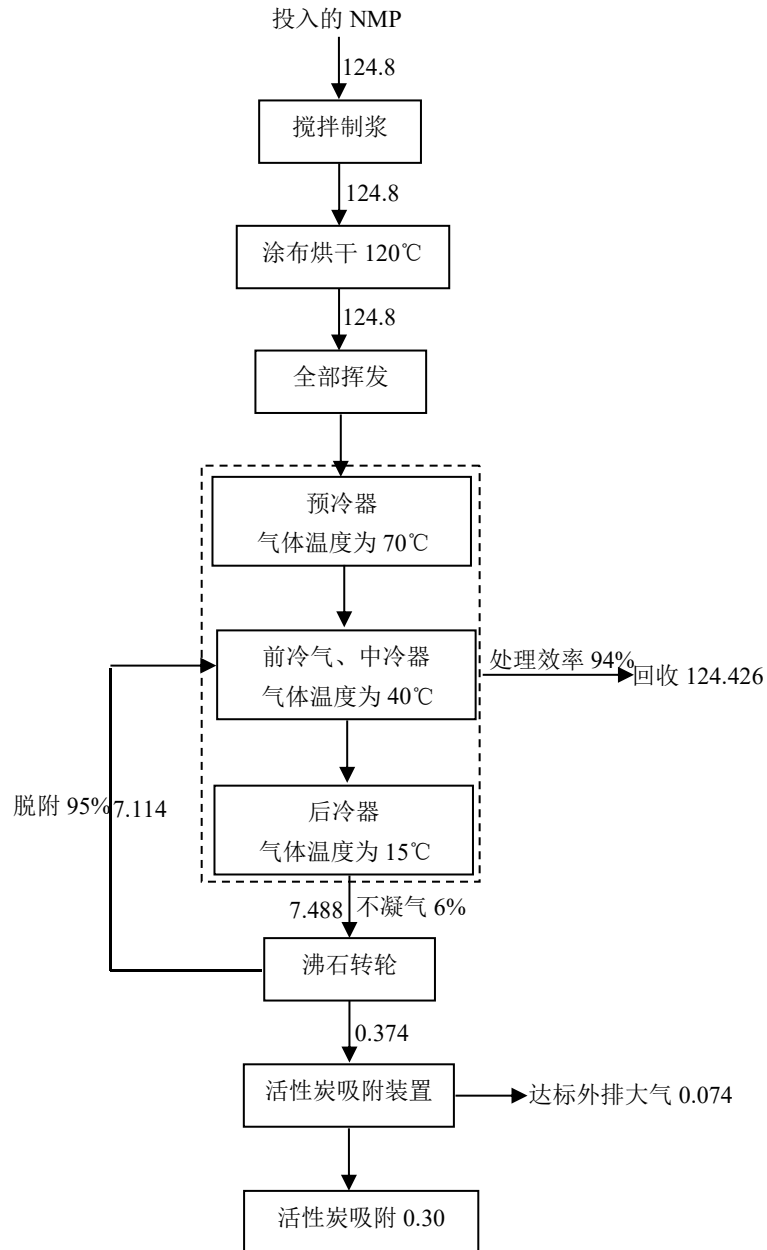 投入的 NMP
124.8
搅拌制浆
124.8
涂布烘干 120℃
124.8
全部挥发
预冷器
气体温度为 70℃
前冷气、中冷器
气体温度为 40℃
处理效率 94%
回收 124.426
脱附 95%
7.114
后冷器
气体温度为 15℃
7.488
不凝气 6%
沸石转轮
0.374
活性炭吸附装置
达标外排大气 0.074
活性炭吸附 0.30